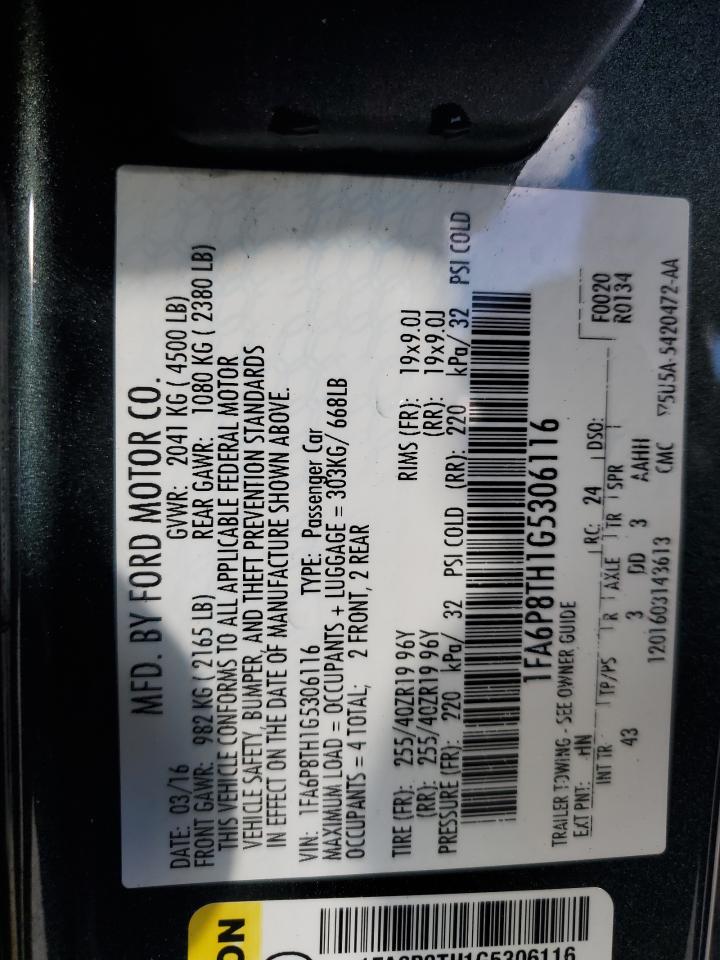 MFD. BY FORD MOTOR CO.
DATE: 03/16 GVWR: 2041 KG ( 4500 LB)
FRONT GAWR: 982 KG ( 2165 LB) REAR GAWR: 1080 KG ( 2380 LB)
THIS VEHICLE CONFORMS TO ALL APPLICABLE FEDERAL MOTOR
VEHICLE SAFETY, BUMPER, AND THEFT PREVENTION STANDARDS
IN EFFECT ON THE DATE OF MANUFACTURE SHOWN ABOVE.
VIN: 1FA6P8TH1G5306116 TYPE: Passenger Car
MAXIMUM LOAD = OCCUPANTS + LUGGAGE = 303KG/ 668LB
OCCUPANTS = 4 TOTAL; 2 FRONT, 2 REAR
TIRE (FR): 255/40ZR19 96Y RIMS (FR): 19x9.0J
(RR): 255/40ZR19 96Y (RR): 19x9.0J
PRESSURE (FR): 220 kPa/ 32 PSI COLD (RR): 220 kPa/ 32 PSI COLD
1FA6P8TH1G5306116
TRAILER TOWING - SEE OWNER GUIDE
EXT PNT: HN RC: 24 DSO: F0020
R0134
INT TR TP/PS R AXLE TR SPR
43 3 DD 3 AAHH
1201603143613 CMC 5U5A-5420472-AA
ON
1FA6P8TH1G5306116